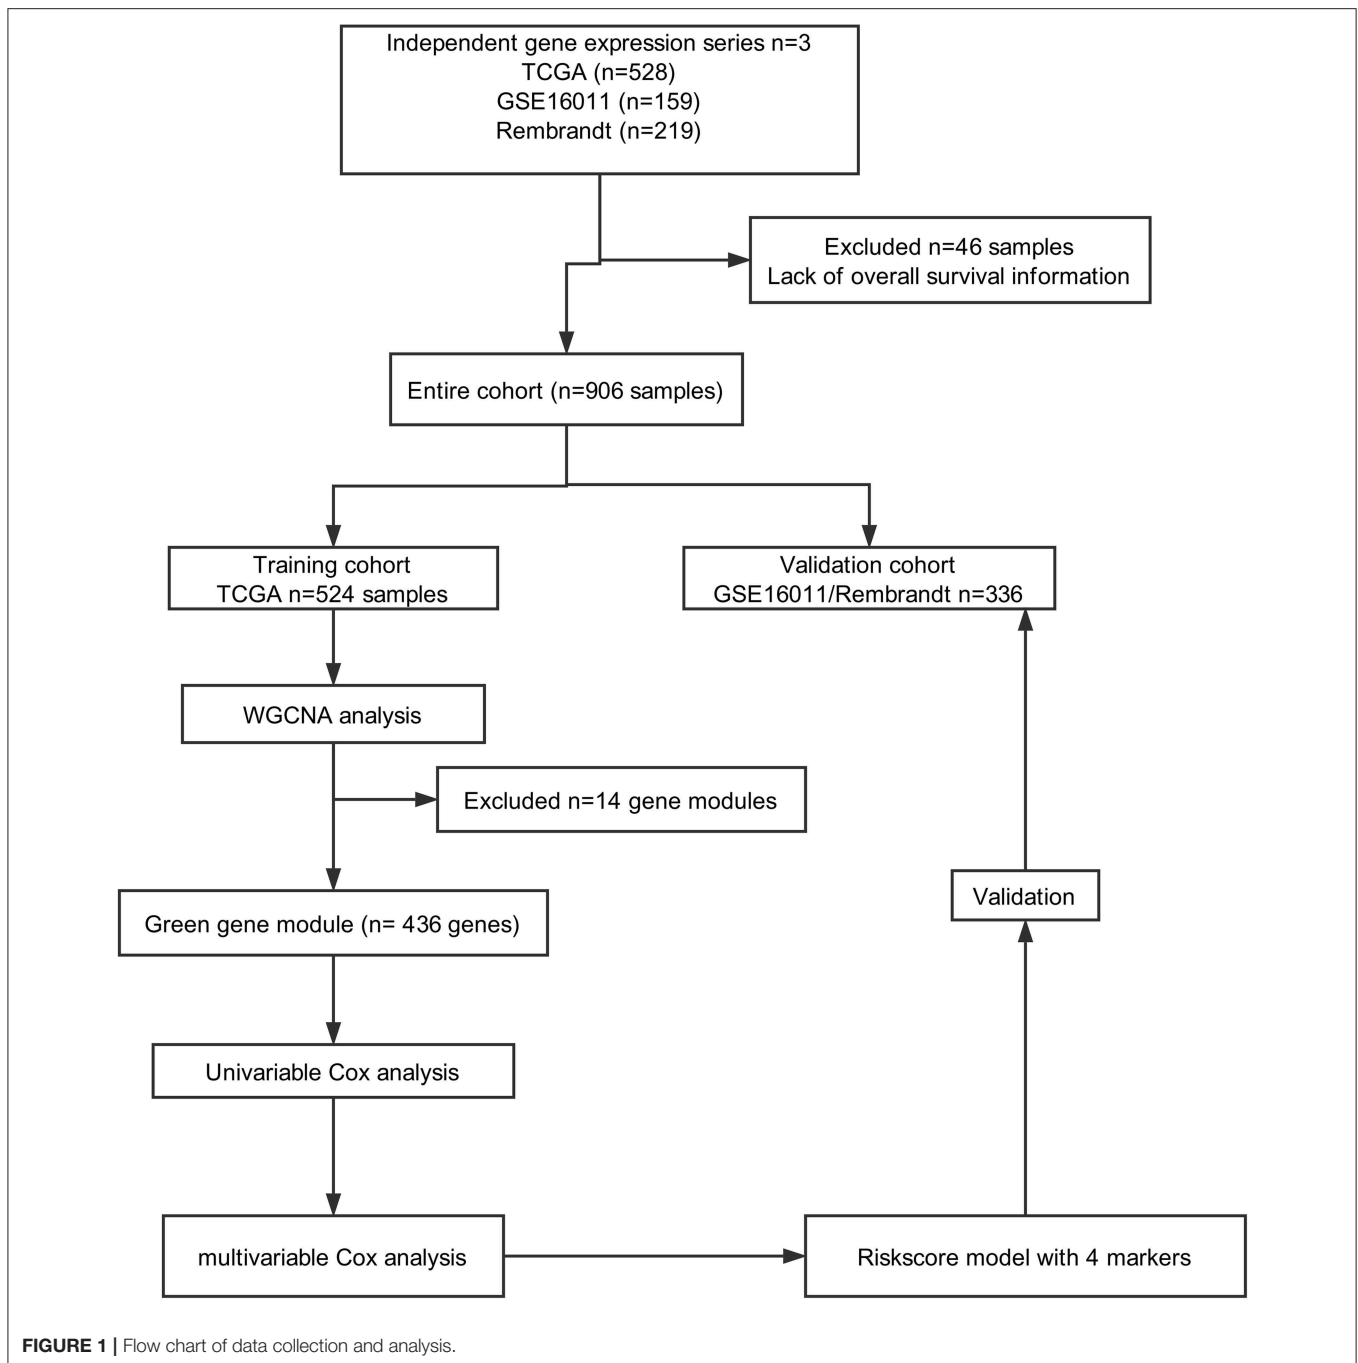 Independent gene expression series n=3
TCGA (n=528)
GSE16011 (n=159)
Rembrandt (n=219)
Excluded n=46 samples
Lack of overall survival information
Entire cohort (n=906 samples)
Training cohort
TCGA n=524 samples
Validation cohort
GSE16011/Rembrandt n=336
WGCNA analysis
Excluded n=14 gene modules
Green gene module (n= 436 genes)
Validation
Univariable Cox analysis
multivariable Cox analysis
Riskscore model with 4 markers
FIGURE 1 | Flow chart of data collection and analysis.